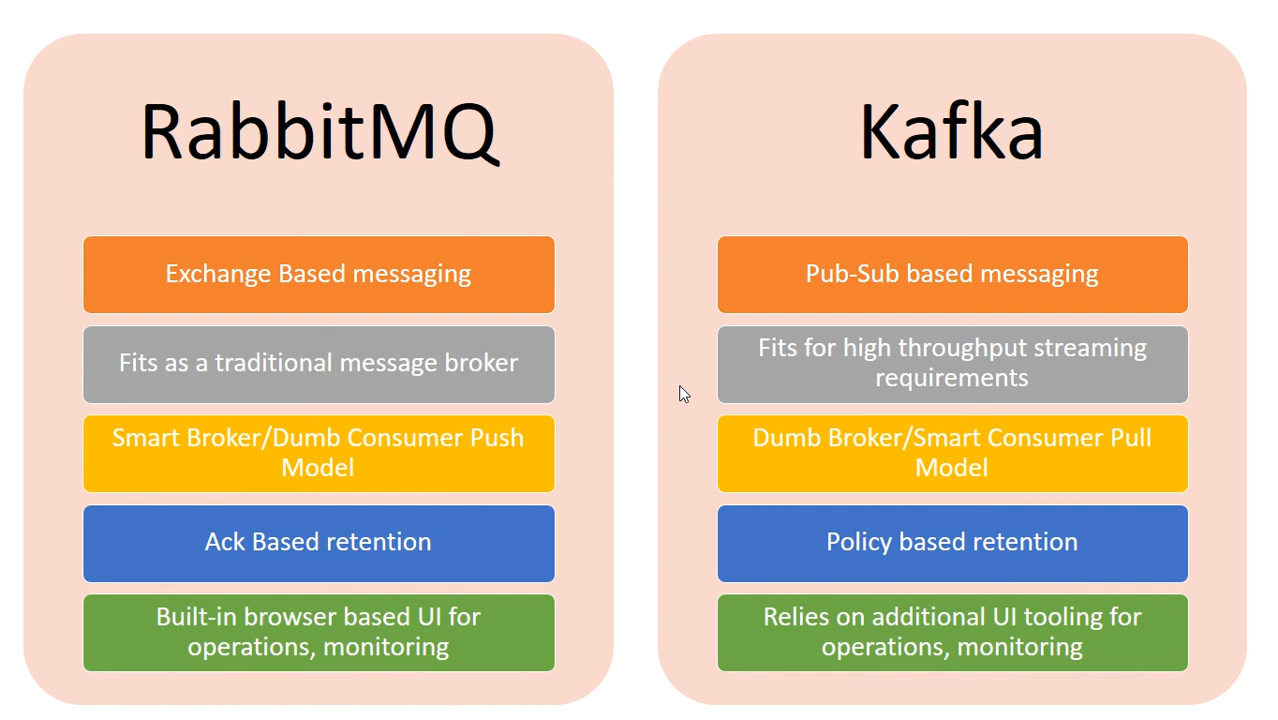 RabbitMQ
Exchange Based messaging
Fits as a traditional message broker
Smart Broker/Dumb Consumer Push
Model
Ack Based retention
Built-in browser based UI for
operations, monitoring
Kafka
Pub-Sub based messaging
Fits for high throughput streaming
requirements
Dumb Broker/Smart Consumer Pull
Model
Policy based retention
Relies on additional UI tooling for
operations, monitoring